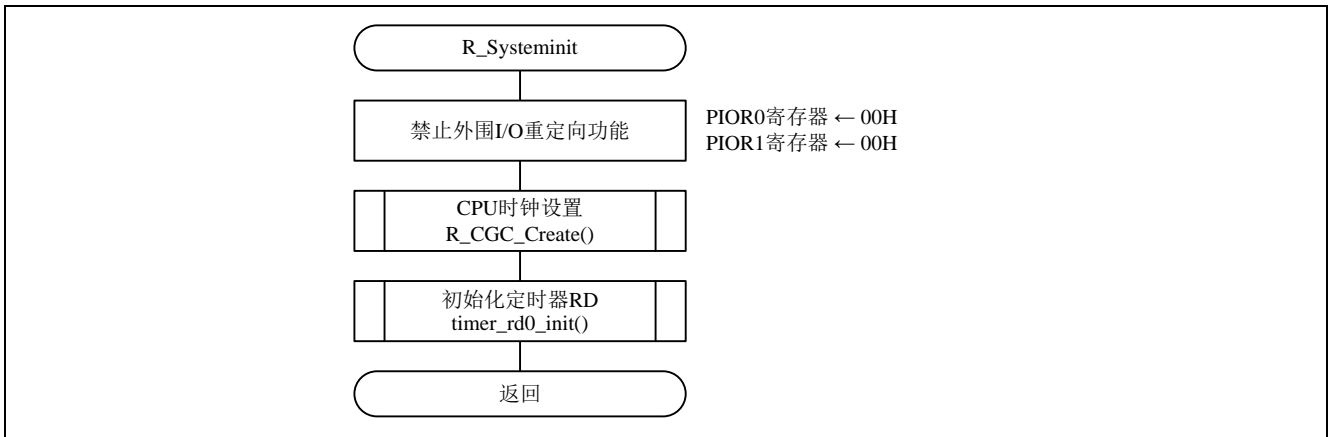 R_Systeminit
禁止外围I/O重定向功能
PIOR0寄存器 ← 00H
PIOR1寄存器 ← 00H
CPU时钟设置
R_CGC_Create()
初始化定时器RD
timer_rd0_init()
返回